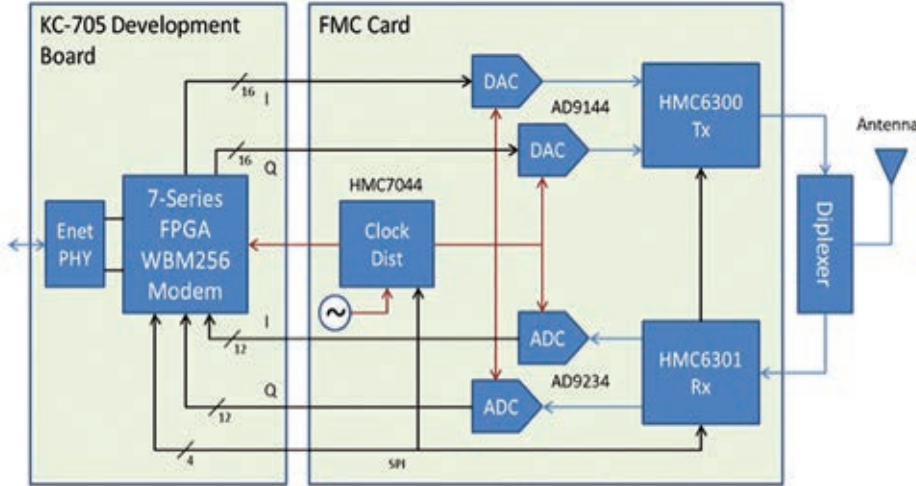 KC-705 Development
Board
FMC Card
16
I
DAC
AD9144
HMC6300
Tx
Antenna
16
Q
DAC
HMC7044
7-Series
FPGA
WBM256
Modem
Enet
PHY
Clock
Dist
Diplexer
~
I
12
ADC
AD9234
HMC6301
Rx
Q
12
ADC
4
SPI